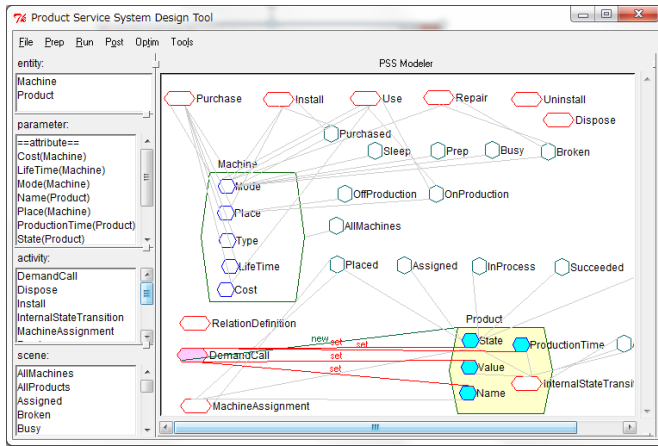 Product Service System Design Tool
File Prep Run Post Optim Tools
entity:
Machine
Product
parameter:
==attribute==
Cost(Machine)
LifeTime(Machine)
Mode(Machine)
Name(Product)
Place(Machine)
ProductionTime(Product)
State(Product)
activity:
DemandCall
Dispose
Install
InternalStateTransition
MachineAssignment
scene:
AllMachines
AllProducts
Assigned
Broken
Busy
PSS Modeler
Purchase Install Use Repair Uninstall
Dispose
Purchased
Sleep Prep Busy Broken
Machine
Mode
OffProduction OnProduction
Place
AllMachines
Type
LifeTime
Placed Assigned InProcess Succeeded
Cost
RelationDefinition
Product
new
State
ProductionTime
set
set
DemandCall
set
Value
set
InternalStateTransit
Name
MachineAssignment